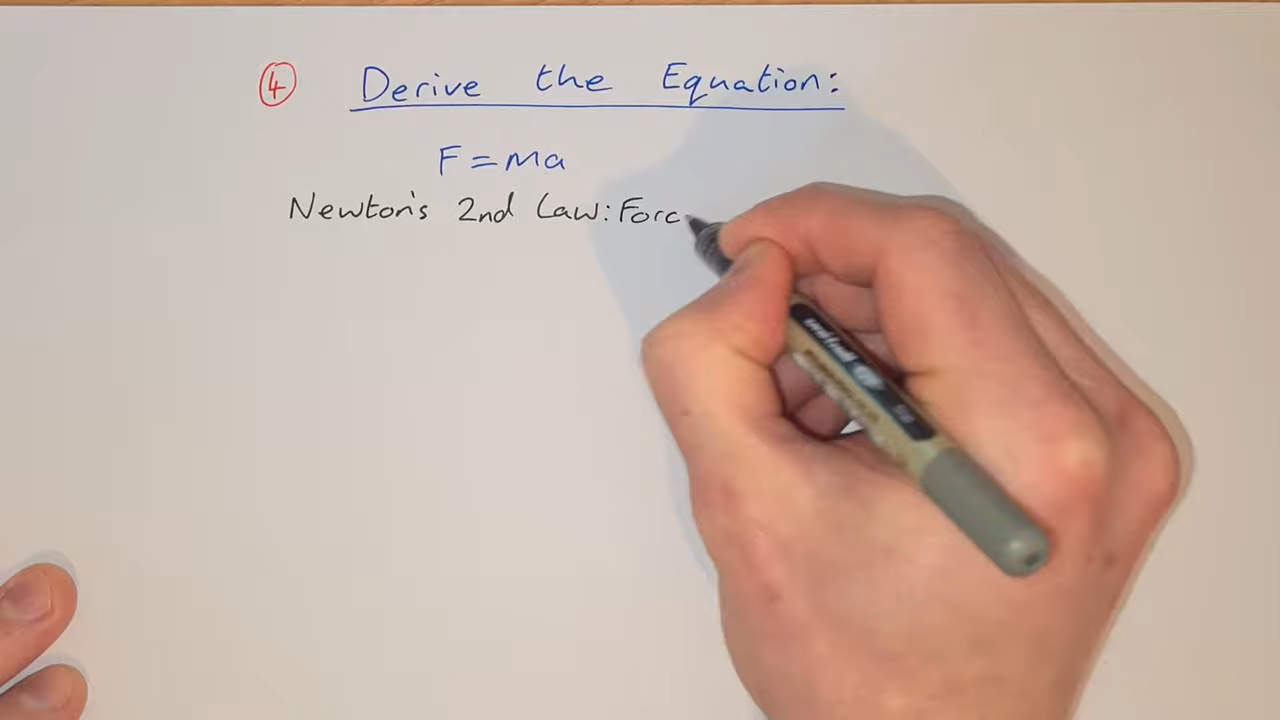 ④ Derive the Equation:
F = ma
Newton's 2nd Law: Forc